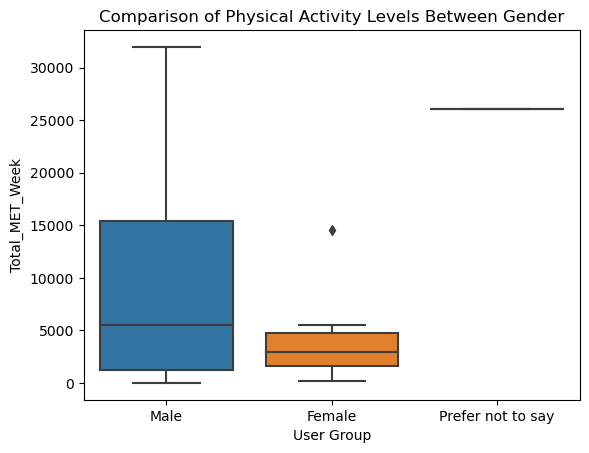 Comparison of Physical Activity Levels Between Gender
Total_MET_Week
30000
25000
20000
15000
10000
5000
0
Male
Female
Prefer not to say
User Group